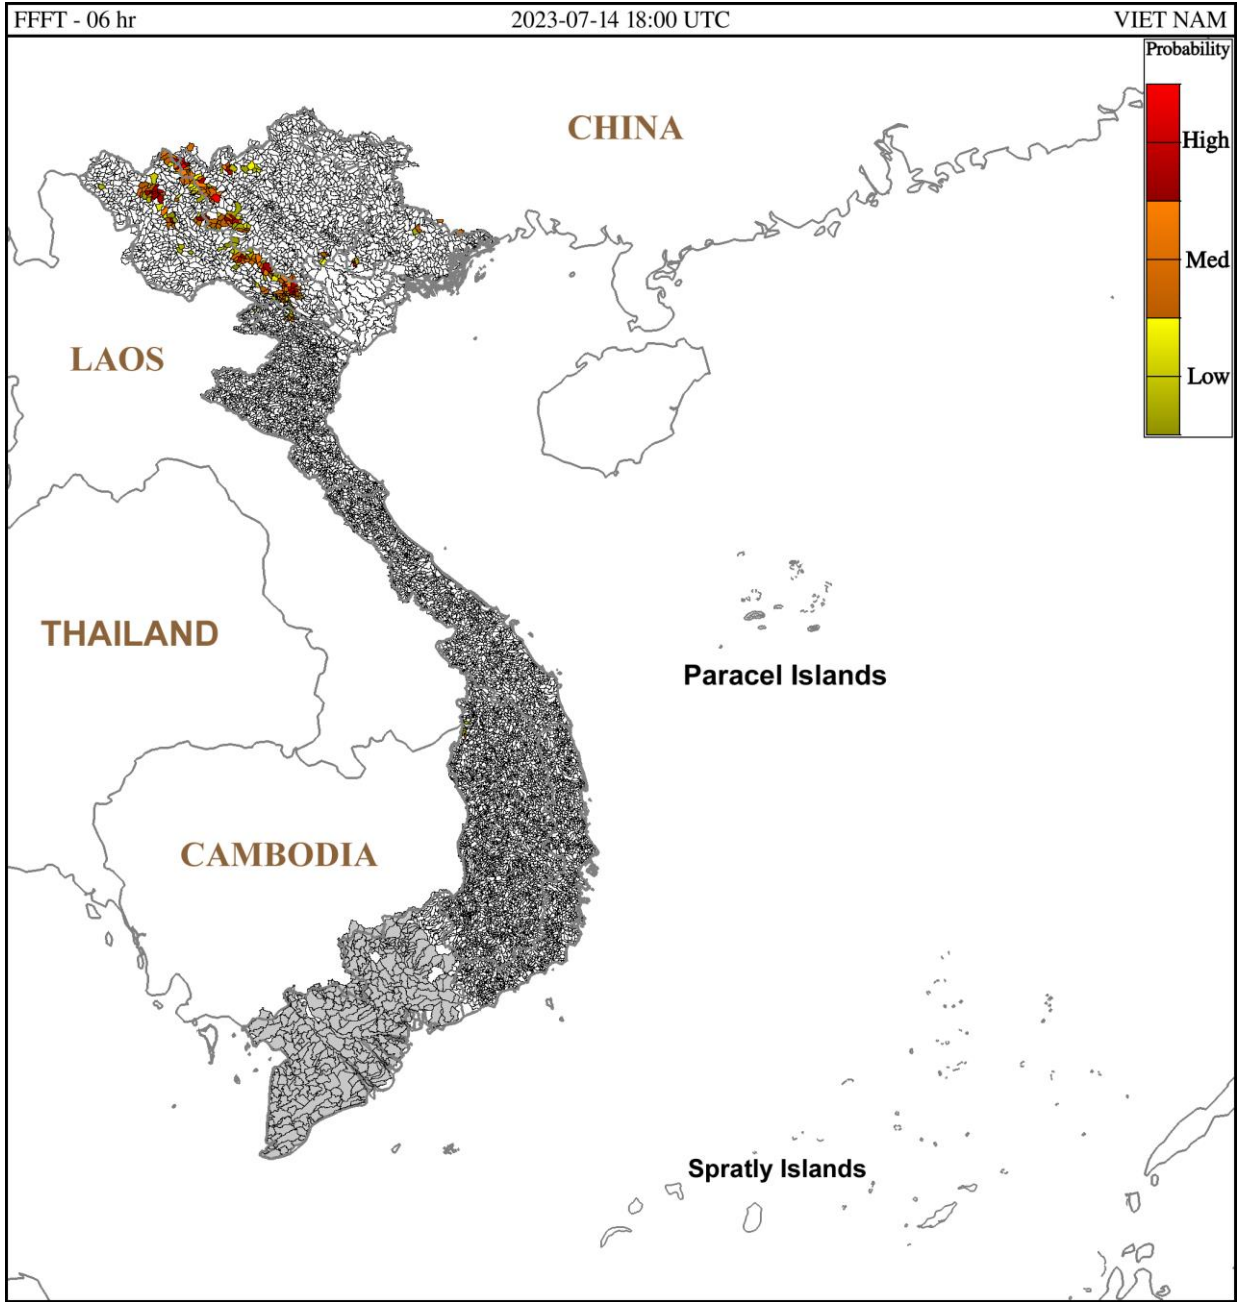 FFFT - 06 hr
2023-07-14 18:00 UTC
VIET NAM
Probability
High
Med
Low
CHINA
LAOS
THAILAND
Paracel Islands
CAMBODIA
Spratly Islands